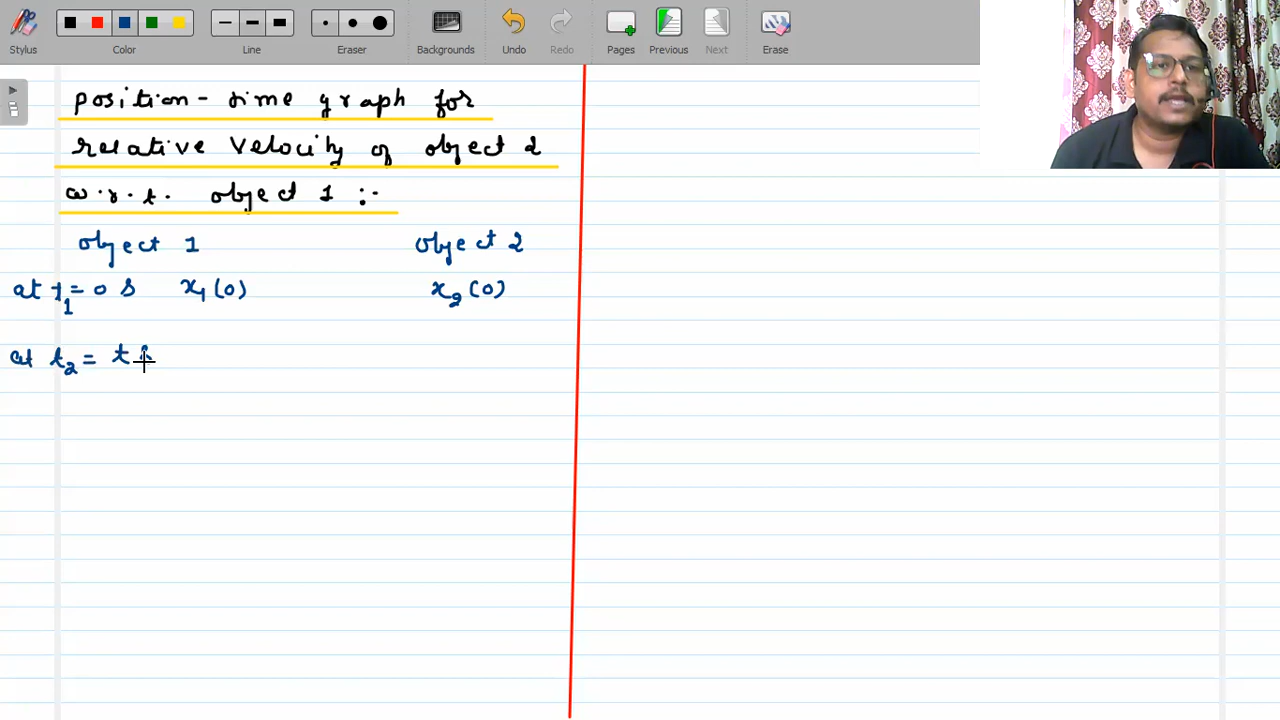 Stylus Color Line Eraser Backgrounds Undo Redo Pages Previous Next Erase
position - time graph for
relative velocity of object 2
w.r.t. object 1 :-
object 1 object 2
at t₁ = 0 s x₁(0) x₂(0)
at t₂ = t s